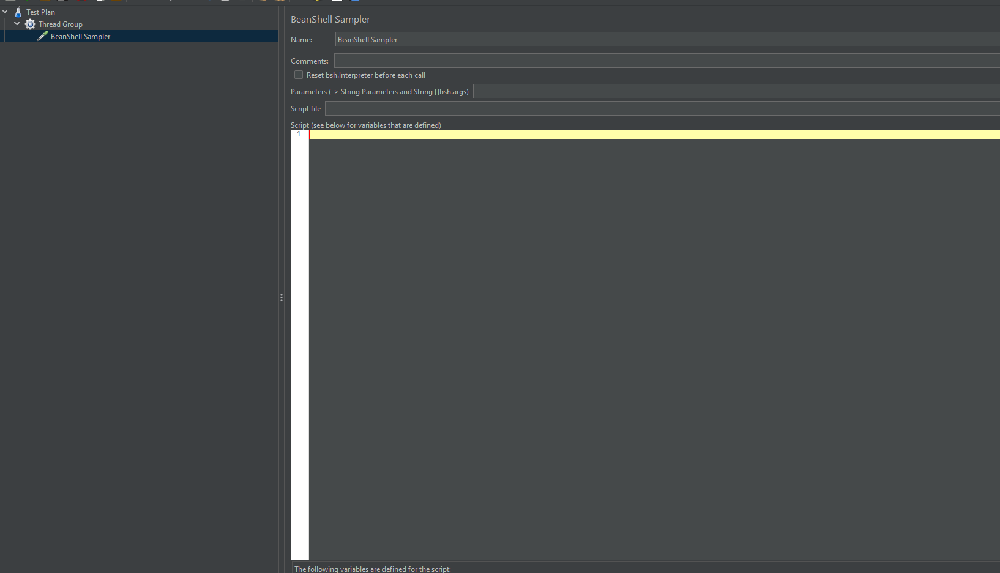 Test Plan
Thread Group
BeanShell Sampler
BeanShell Sampler
Name: BeanShell Sampler
Comments:
Reset bsh.Interpreter before each call
Parameters (-> String Parameters and String []bsh.args)
Script file
Script (see below for variables that are defined)
1
The following variables are defined for the script: